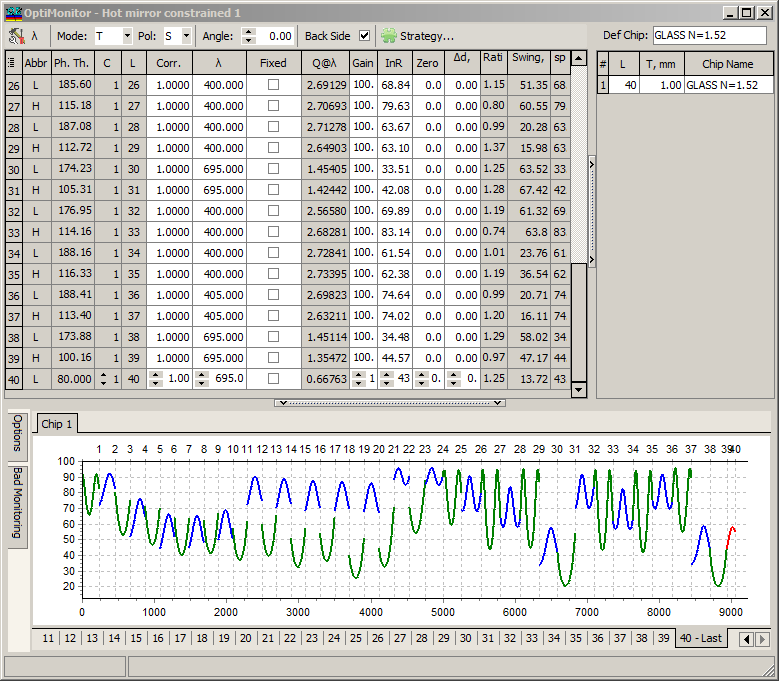 OptiMonitor - Hot mirror constrained 1
λ Mode: T Pol: S Angle: 0.00 Back Side Strategy... Def Chip: GLASS N=1.52
Abbr Ph. Th. C L Corr. λ Fixed Q@λ Gain InR Zero Δd, Rati Swing, sp
# L T, mm Chip Name
1 40 1.00 GLASS N=1.52
26 L 185.60 1 26 1.0000 400.000 2.69129 100. 68.84 0.0 0.00 1.15 51.35 68
27 H 115.18 1 27 1.0000 400.000 2.70693 100. 79.63 0.0 0.00 0.80 60.55 79
28 L 187.08 1 28 1.0000 400.000 2.71278 100. 63.67 0.0 0.00 0.99 20.28 63
29 H 112.72 1 29 1.0000 400.000 2.64903 100. 63.10 0.0 0.00 1.37 15.98 63
30 L 174.23 1 30 1.0000 695.000 1.45405 100. 33.51 0.0 0.00 1.25 63.52 33
31 H 105.31 1 31 1.0000 695.000 1.42442 100. 42.08 0.0 0.00 1.28 67.42 42
32 L 176.95 1 32 1.0000 400.000 2.56580 100. 69.89 0.0 0.00 1.19 61.32 69
33 H 114.16 1 33 1.0000 400.000 2.68281 100. 83.14 0.0 0.00 0.74 63.8 83
34 L 188.16 1 34 1.0000 400.000 2.72841 100. 61.54 0.0 0.00 1.01 23.76 61
35 H 116.33 1 35 1.0000 400.000 2.73395 100. 62.38 0.0 0.00 1.19 36.54 62
36 L 188.41 1 36 1.0000 405.000 2.69823 100. 74.64 0.0 0.00 0.99 20.71 74
37 H 113.40 1 37 1.0000 405.000 2.63211 100. 74.02 0.0 0.00 1.20 16.11 74
38 L 173.88 1 38 1.0000 695.000 1.45114 100. 34.48 0.0 0.00 1.29 58.02 34
39 H 100.16 1 39 1.0000 695.000 1.35472 100. 44.57 0.0 0.00 0.97 47.17 44
40 L 80.000 1 40 1.00 695.0 0.66763 1 43 0. 0. 1.25 13.72 43
Options
Bad Monitoring
Chip 1
1 2 3 4 5 6 7 8 9 10 11 12 13 14 15 16 17 18 19 20 21 22 23 24 25 26 27 28 29 30 31 32 33 34 35 36 37 38 39 40
100
90
80
70
60
50
40
30
20
0 1000 2000 3000 4000 5000 6000 7000 8000 9000
11 12 13 14 15 16 17 18 19 20 21 22 23 24 25 26 27 28 29 30 31 32 33 34 35 36 37 38 39 40 - Last